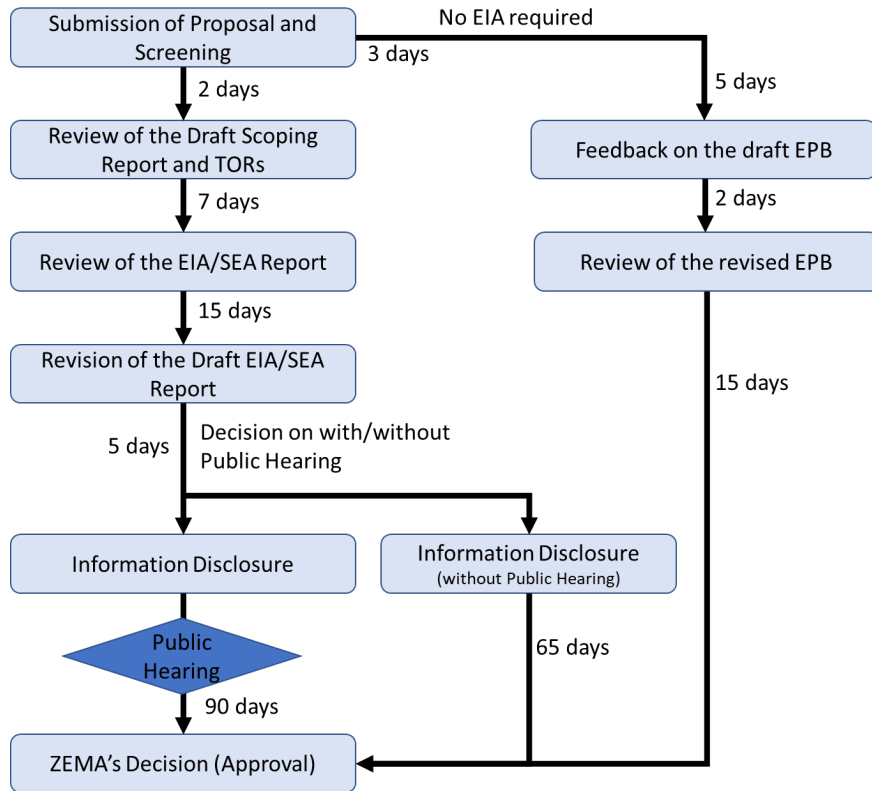 Submission of Proposal and
Screening
No EIA required
3 days
2 days
5 days
Review of the Draft Scoping
Report and TORs
Feedback on the draft EPB
7 days
2 days
Review of the EIA/SEA Report
Review of the revised EPB
15 days
Revision of the Draft EIA/SEA
Report
15 days
5 days
Decision on with/without
Public Hearing
Information Disclosure
Information Disclosure
(without Public Hearing)
Public
Hearing
65 days
90 days
ZEMA's Decision (Approval)